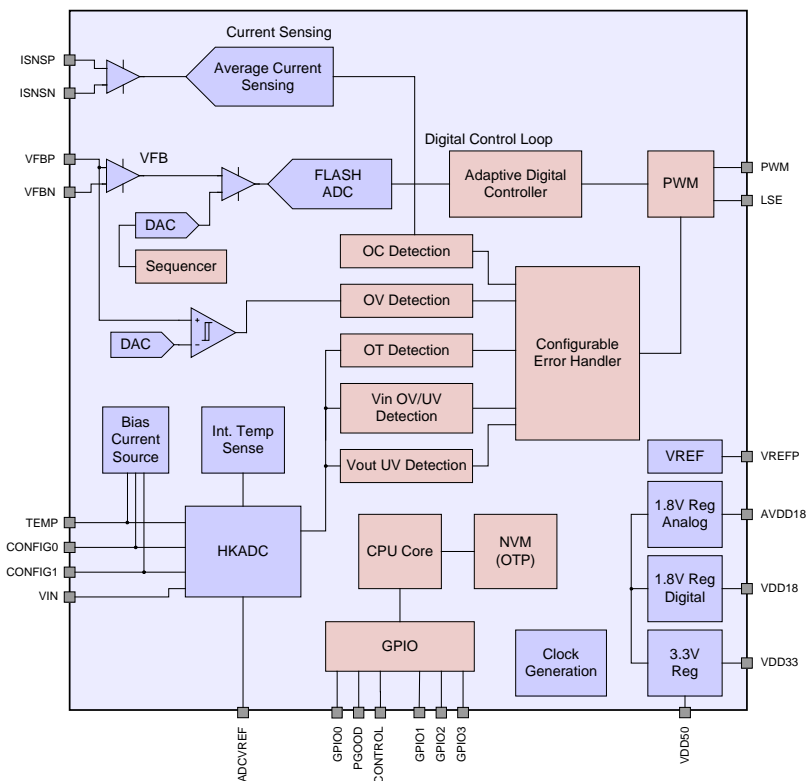 Current Sensing
ISNSP
ISNSN
Average Current
Sensing
VFBP
VFBN
VFB
FLASH
ADC
Digital Control Loop
Adaptive Digital
Controller
PWM
PWM
LSE
DAC
Sequencer
OC Detection
OV Detection
+
-
DAC
OT Detection
Vin OV/UV
Detection
Vout UV Detection
Configurable
Error Handler
Bias
Current
Source
Int. Temp
Sense
VREF
VREFP
TEMP
CONFIG0
CONFIG1
VIN
HKADC
CPU Core
NVM
(OTP)
1.8V Reg
Analog
AVDD18
1.8V Reg
Digital
VDD18
GPIO
Clock
Generation
3.3V
Reg
VDD33
ADCVREF
GPIO0
PGOOD
CONTROL
GPIO1
GPIO2
GPIO3
VDD50